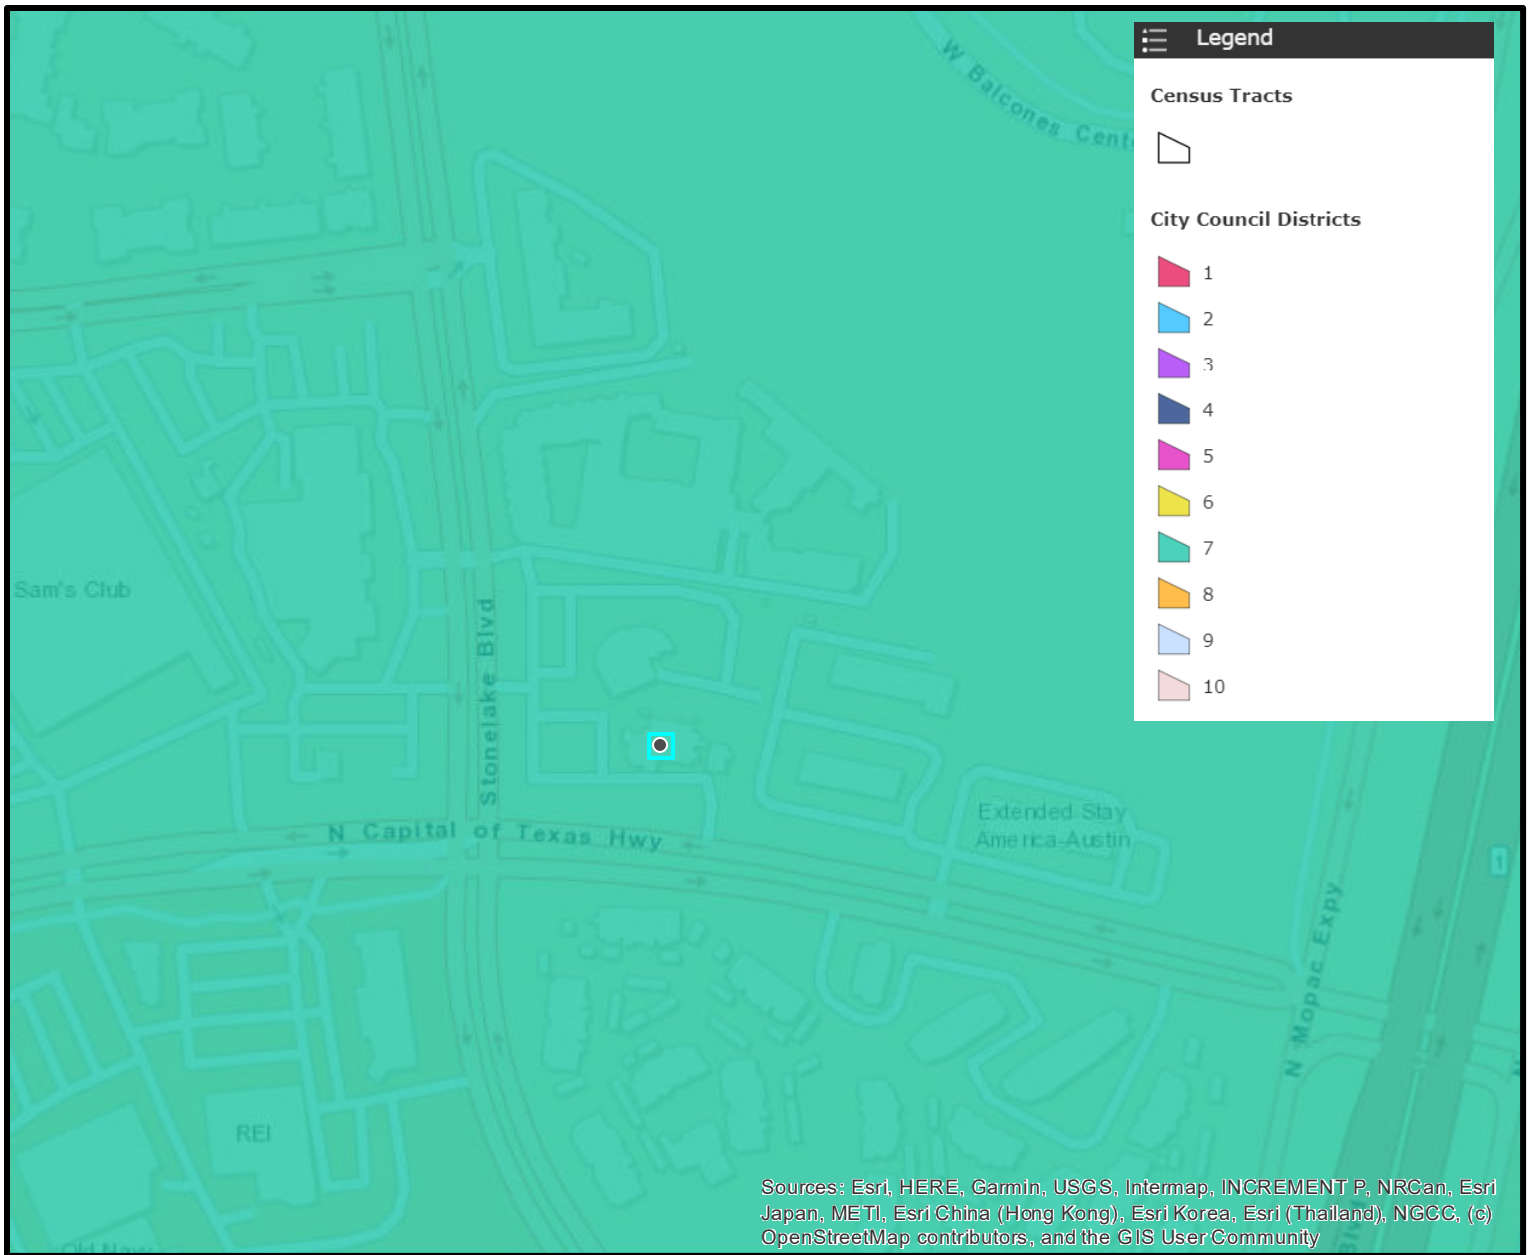 Legend
Census Tracts
City Council Districts
1
2
3
4
5
6
7
8
9
10
W Balcones Cent
Sam's Club
Stonelake Blvd
N Capital of Texas Hwy
Extended Stay
America-Austin
1
N Mopac Expy
REI
Old Navy
Blvd
Sources: Esri, HERE, Garmin, USGS, Intermap, INCREMENT P, NRCan, Esri
Japan, METI, Esri China (Hong Kong), Esri Korea, Esri (Thailand), NGCC, (c)
OpenStreetMap contributors, and the GIS User Community